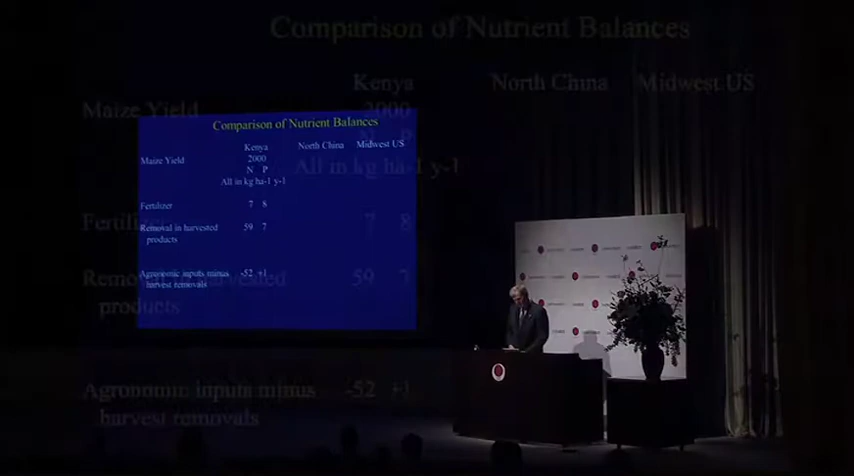 Comparison of Nutrient Balances
Kenya North China Midwest US
Maize Yield 2000
N P
All in kg ha-1 y-1
Fertilizer 7 8
Removal in harvested 59 7
products
Agronomic inputs minus -52 +1
harvest removals
Comparison of Nutrient Balances
Kenya North China Midwest US
Maize Yield 2000
N P
All in kg ha-1 y-1
Fertilizer 7 8
Removal in harvested 59 7
products
Agronomic inputs minus -52 +1
harvest removals